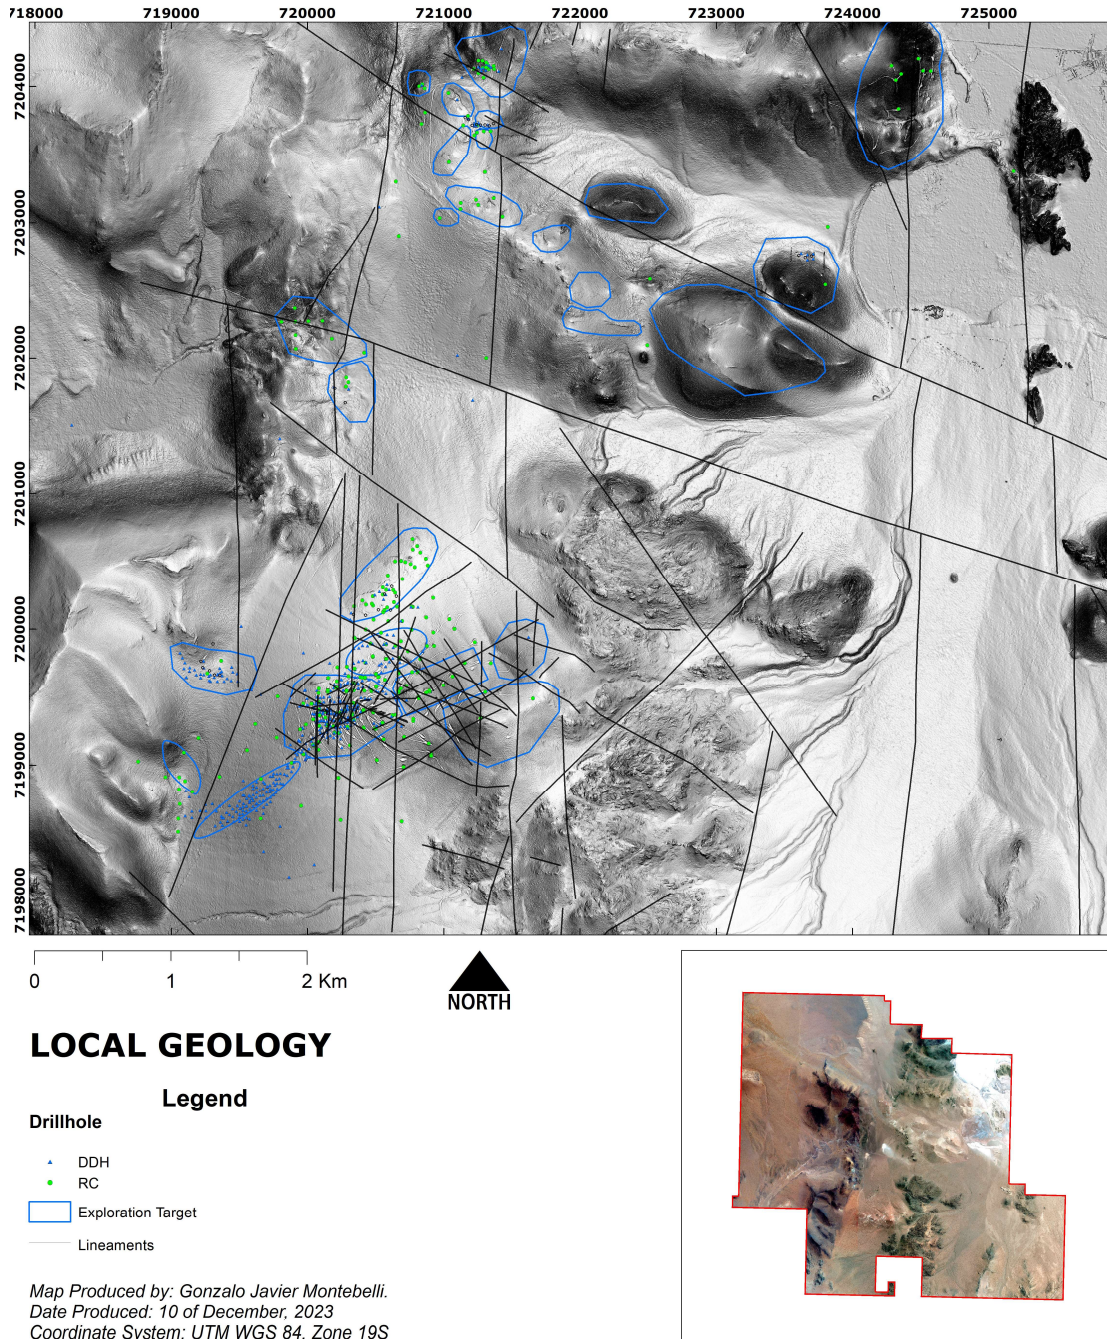 718000 719000 720000 721000 722000 723000 724000 725000
7204000
7203000
7202000
7201000
7200000
7199000
7198000
0 1 2 Km
NORTH
LOCAL GEOLOGY
Legend
Drillhole
DDH
RC
Exploration Target
Lineaments
Map Produced by: Gonzalo Javier Montebelli.
Date Produced: 10 of December, 2023
Coordinate System: UTM WGS 84, Zone 19S